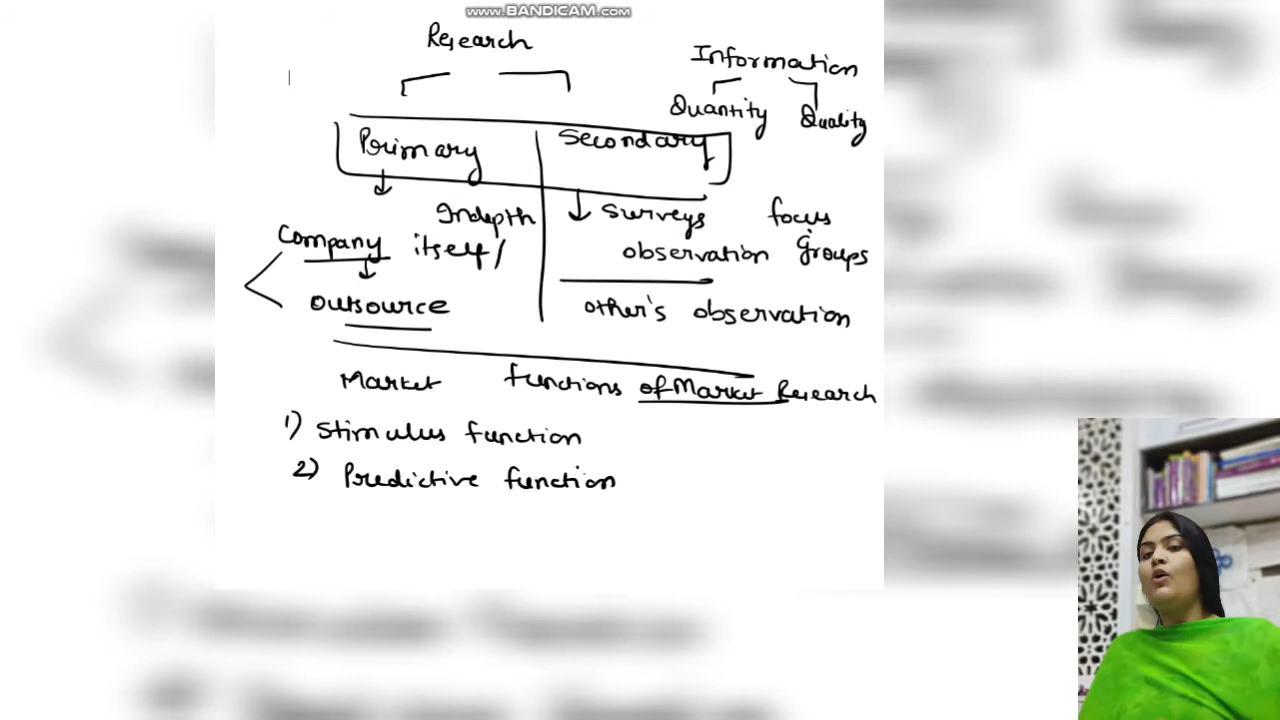 www.BANDICAM.com
Research
Information
Quantity Quality
Primary Secondary
Indepth surveys focus
Company itself/ observation groups
outsource other's observation
Market functions of Market Research
1) stimulus function
2) Predictive function